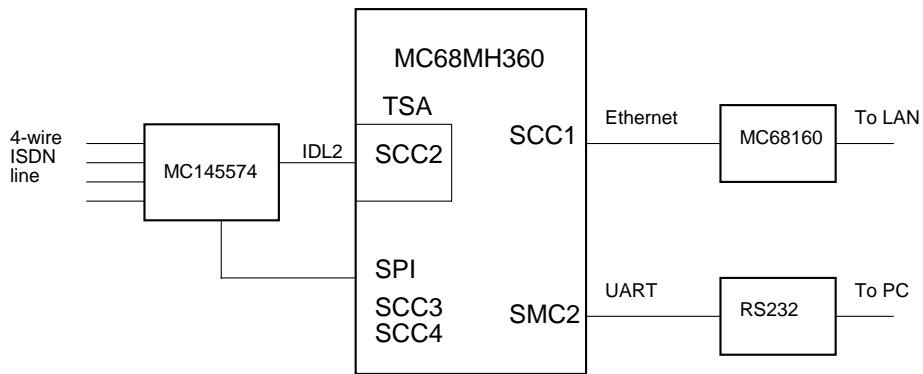 MC68MH360
TSA
SCC2
SCC1
SPI
SCC3
SCC4
SMC2
4-wire
ISDN
line
MC145574
IDL2
Ethernet
MC68160
To LAN
UART
RS232
To PC